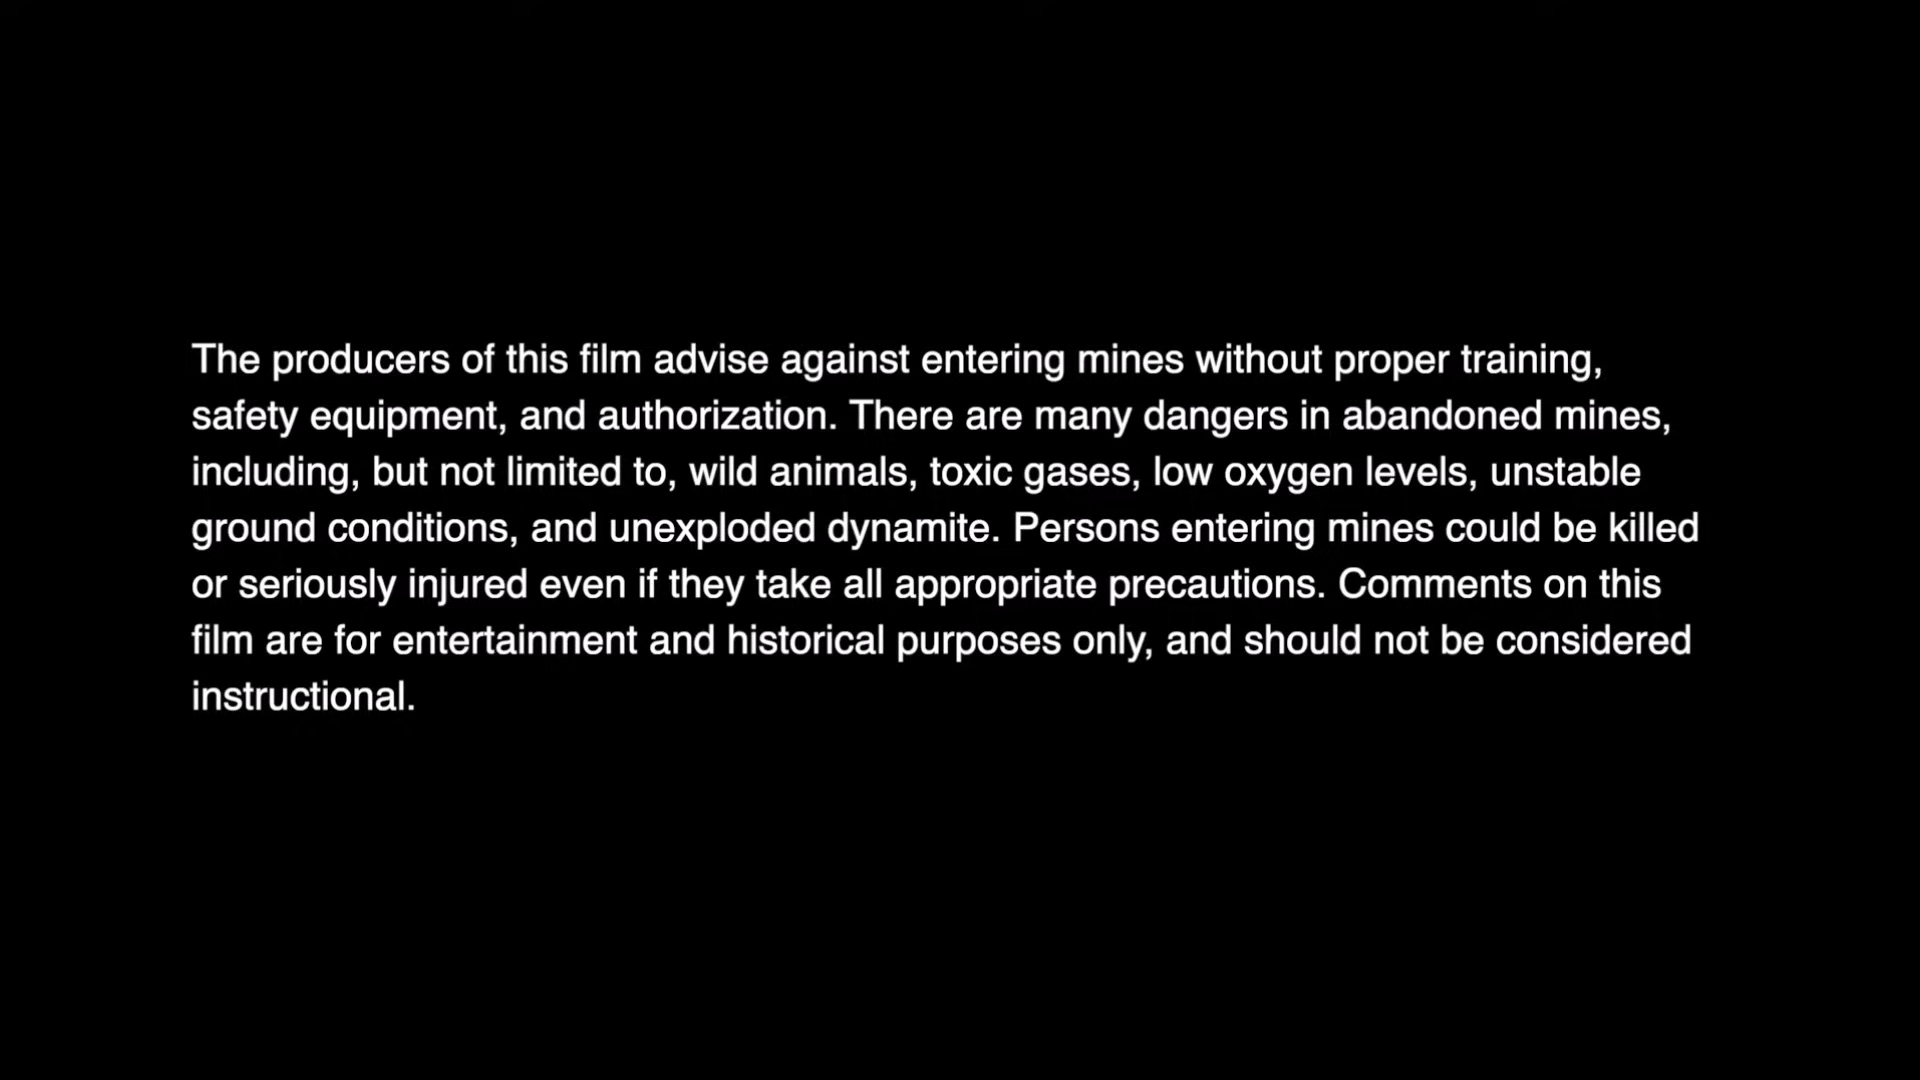 The producers of this film advise against entering mines without proper training,
safety equipment, and authorization. There are many dangers in abandoned mines,
including, but not limited to, wild animals, toxic gases, low oxygen levels, unstable
ground conditions, and unexploded dynamite. Persons entering mines could be killed
or seriously injured even if they take all appropriate precautions. Comments on this
film are for entertainment and historical purposes only, and should not be considered
instructional.